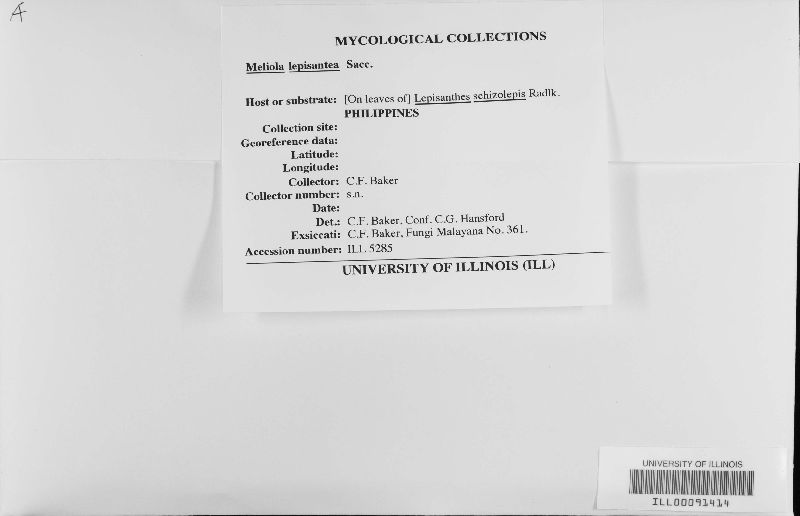 A
MYCOLOGICAL COLLECTIONS
Meliola lepisantea Sacc.
Host or substrate: [On leaves of] Lepisanthes schizolepis Radlk.
PHILIPPINES
Collection site:
Georeference data:
Latitude:
Longitude:
Collector: C.F. Baker
Collector number: s.n.
Date:
Det.: C.F. Baker, Conf. C.G. Hansford
Exsiccati: C.F. Baker, Fungi Malayana No. 361.
Accession number: ILL 5285
UNIVERSITY OF ILLINOIS (ILL)
UNIVERSITY OF ILLINOIS
ILL00091414